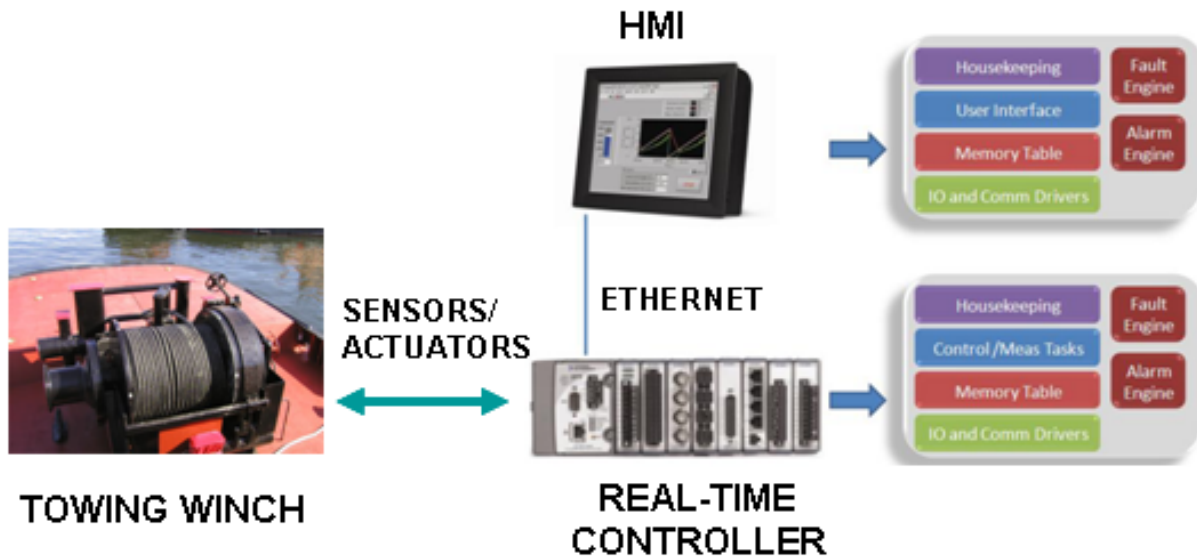 HMI
Housekeeping
User Interface
Memory Table
IO and Comm Drivers
Fault
Engine
Alarm
Engine
SENSORS/
ACTUATORS
ETHERNET
Housekeeping
Control/Meas Tasks
Memory Table
IO and Comm Drivers
Fault
Engine
Alarm
Engine
TOWING WINCH
REAL-TIME
CONTROLLER